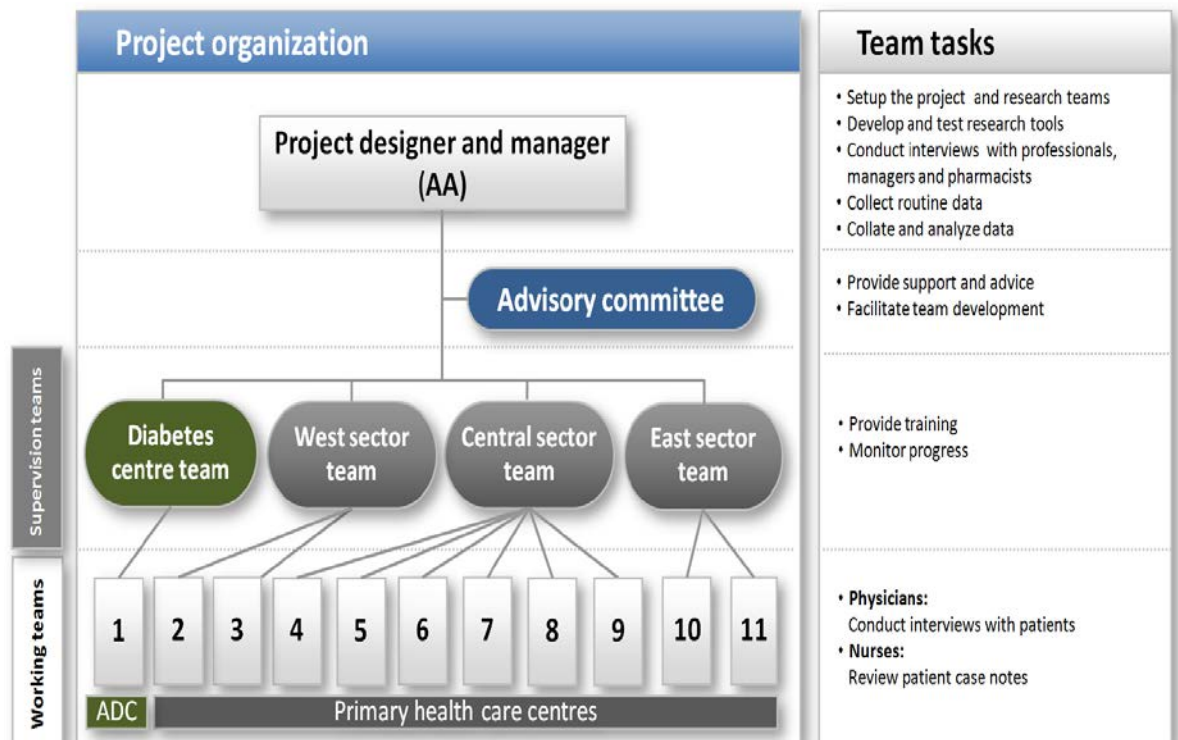 Project organization
Team tasks
Project designer and manager
(AA)
• Setup the project and research teams
• Develop and test research tools
• Conduct interviews with professionals,
managers and pharmacists
• Collect routine data
• Collate and analyze data
Advisory committee
• Provide support and advice
• Facilitate team development
Supervision teams
Diabetes
centre team
West sector
team
Central sector
team
East sector
team
• Provide training
• Monitor progress
Working teams
1 2 3 4 5 6 7 8 9 10 11
ADC
Primary health care centres
• Physicians:
Conduct interviews with patients
• Nurses:
Review patient case notes